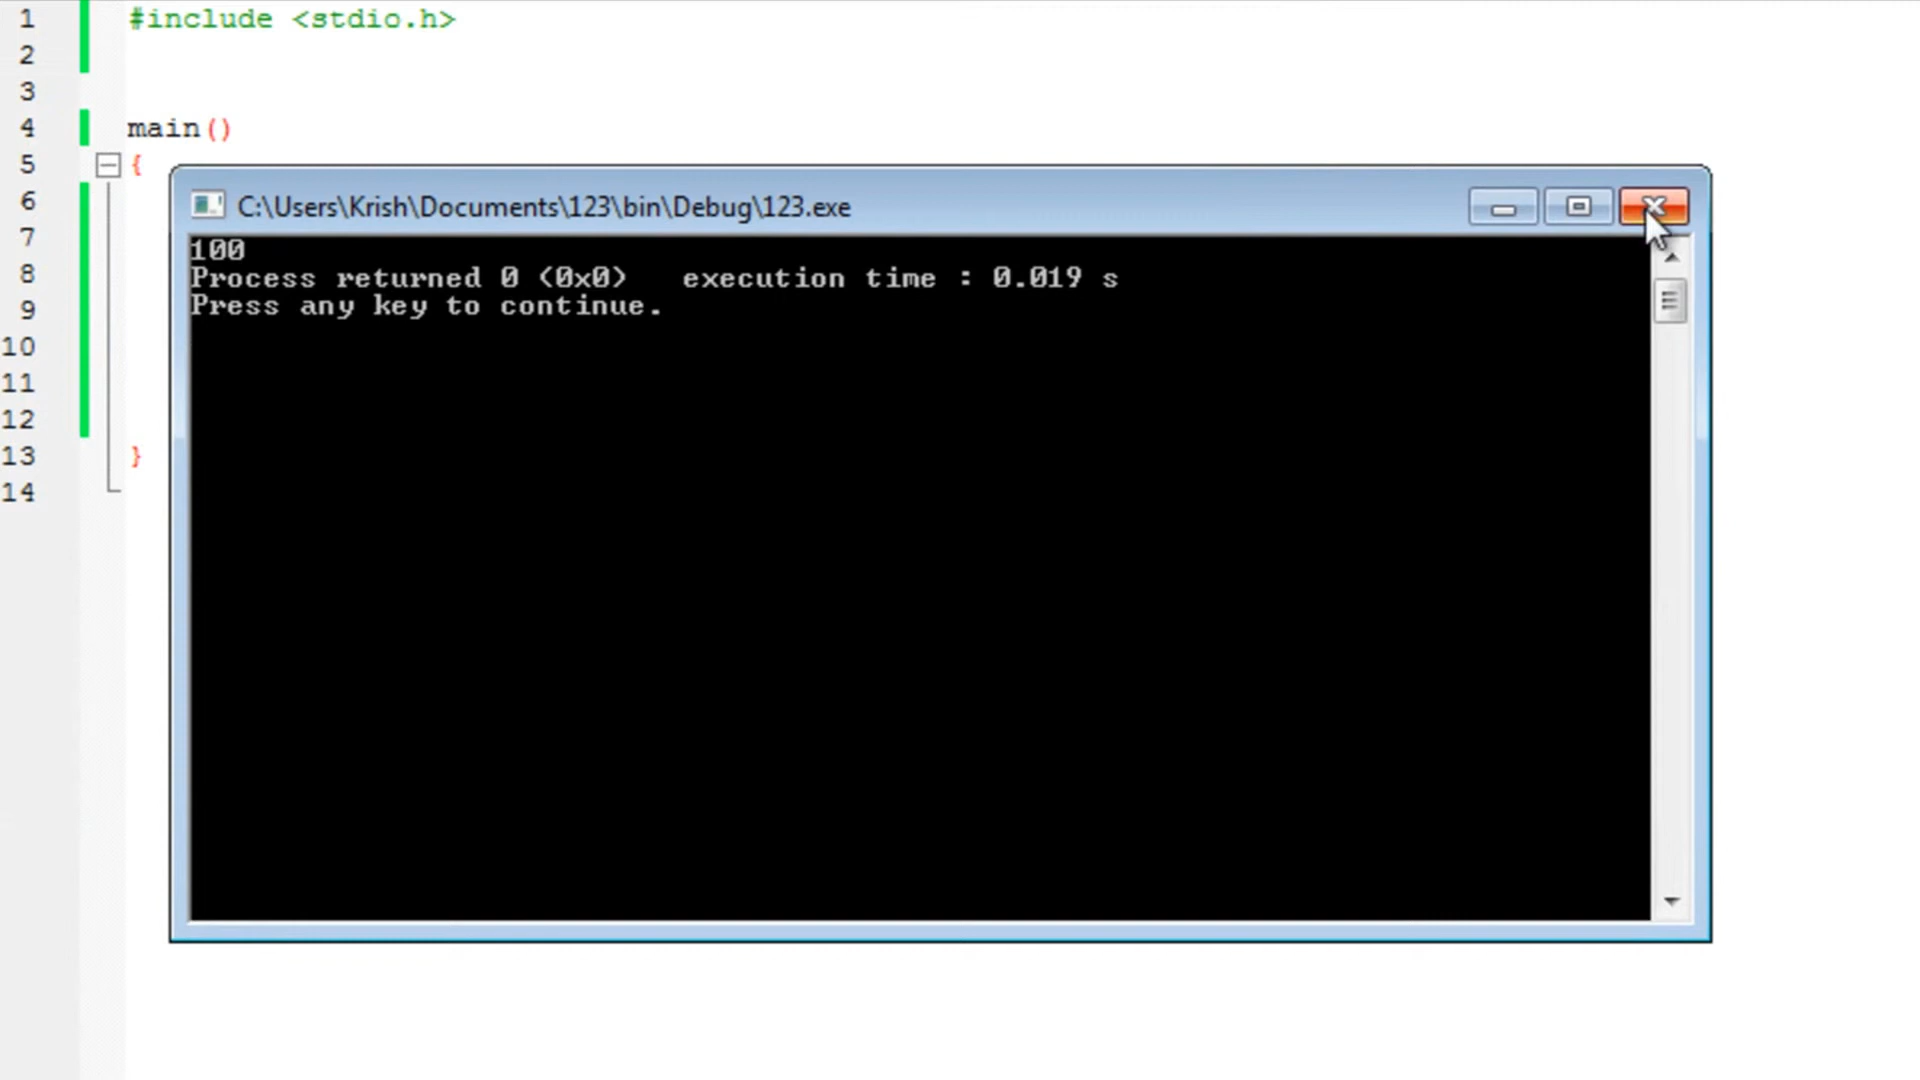 1 #include <stdio.h>
2
3
4 main()
5 {
6
7
8
9
10
11
12
13 }
14
C:\Users\Krish\Documents\123\bin\Debug\123.exe
100
Process returned 0 (0x0)   execution time : 0.019 s
Press any key to continue.